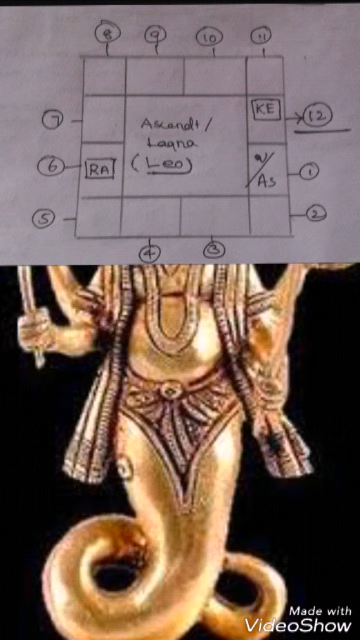 8 9 10 11
7 KE → 12
Ascendt/
Lagna
(Leo)
6 RA 1
As
5 2
4 3
Made with
VideoShow